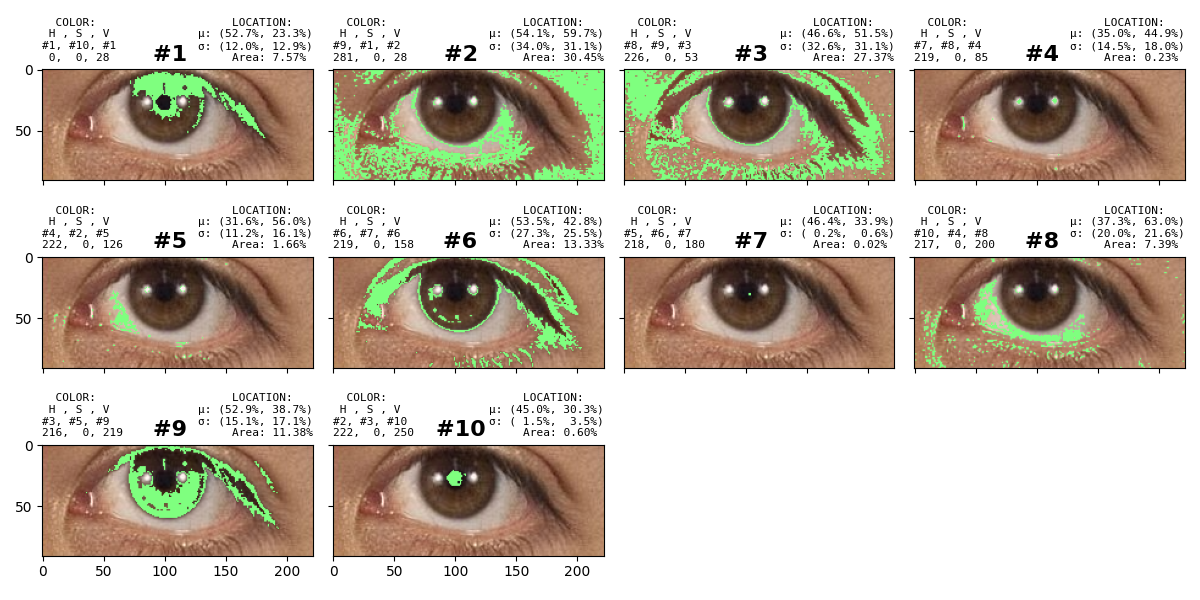 COLOR:
H , S , V
#1, #10, #1
0,  0, 28
#1
LOCATION:
μ: (52.7%, 23.3%)
σ: (12.0%, 12.9%)
Area: 7.57%
COLOR:
H , S , V
#9, #1, #2
281,  0, 28
#2
LOCATION:
μ: (54.1%, 59.7%)
σ: (34.0%, 31.1%)
Area: 30.45%
COLOR:
H , S , V
#8, #9, #3
226,  0, 53
#3
LOCATION:
μ: (46.6%, 51.5%)
σ: (32.6%, 31.1%)
Area: 27.37%
COLOR:
H , S , V
#7, #8, #4
219,  0, 85
#4
LOCATION:
μ: (35.0%, 44.9%)
σ: (14.5%, 18.0%)
Area: 0.23%
0
50
COLOR:
H , S , V
#4, #2, #5
222,  0, 126
#5
LOCATION:
μ: (31.6%, 56.0%)
σ: (11.2%, 16.1%)
Area: 1.66%
COLOR:
H , S , V
#6, #7, #6
219,  0, 158
#6
LOCATION:
μ: (53.5%, 42.8%)
σ: (27.3%, 25.5%)
Area: 13.33%
COLOR:
H , S , V
#5, #6, #7
218,  0, 180
#7
LOCATION:
μ: (46.4%, 33.9%)
σ: ( 0.2%,  0.6%)
Area: 0.02%
COLOR:
H , S , V
#10, #4, #8
217,  0, 200
#8
LOCATION:
μ: (37.3%, 63.0%)
σ: (20.0%, 21.6%)
Area: 7.39%
0
50
COLOR:
H , S , V
#3, #5, #9
216,  0, 219
#9
LOCATION:
μ: (52.9%, 38.7%)
σ: (15.1%, 17.1%)
Area: 11.38%
COLOR:
H , S , V
#2, #3, #10
222,  0, 250
#10
LOCATION:
μ: (45.0%, 30.3%)
σ: ( 1.5%,  3.5%)
Area: 0.60%
0
50
0 50 100 150 200
0 50 100 150 200